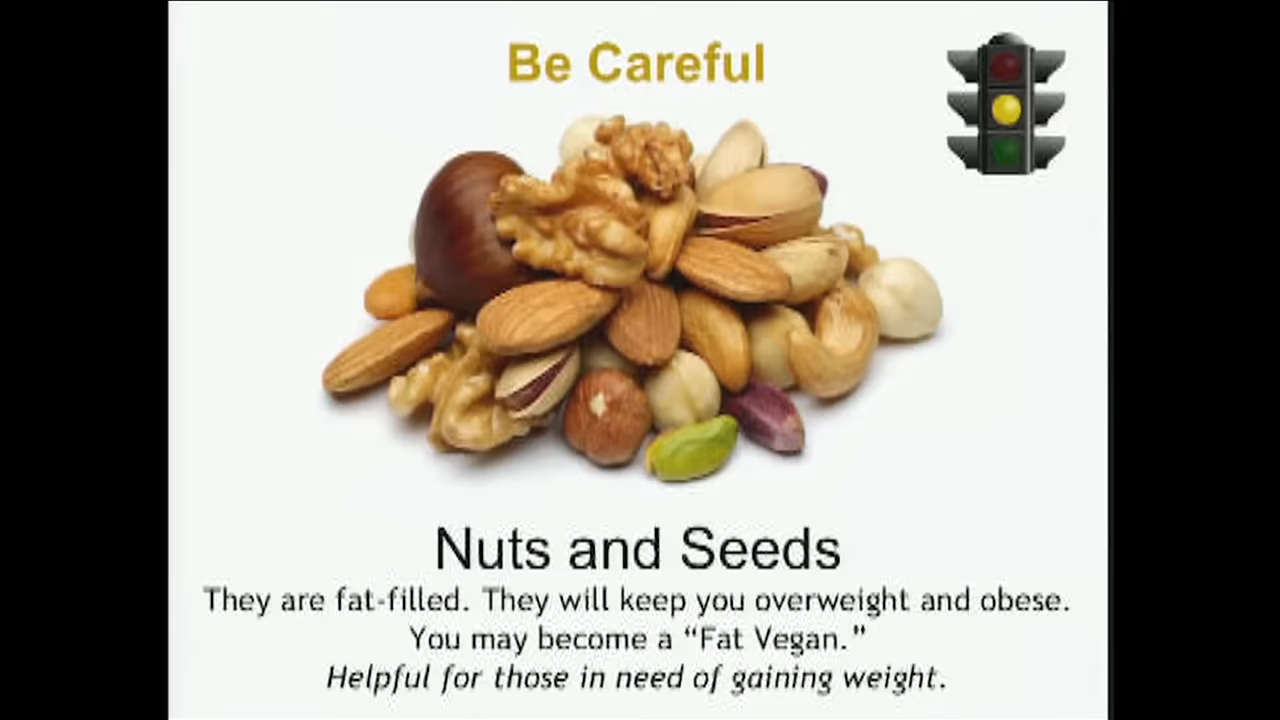 Be Careful
Nuts and Seeds
They are fat-filled. They will keep you overweight and obese.
You may become a “Fat Vegan.”
Helpful for those in need of gaining weight.